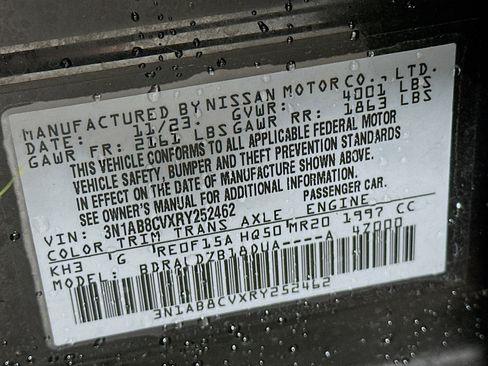 MANUFACTURED BY NISSAN MOTOR CO., LTD.
DATE: 11/23 GVWR: 4001 LBS
GAWR FR: 2161 LBS GAWR RR: 1863 LBS
THIS VEHICLE CONFORMS TO ALL APPLICABLE FEDERAL MOTOR
VEHICLE SAFETY, BUMPER AND THEFT PREVENTION STANDARDS
IN EFFECT ON THE DATE OF MANUFACTURE SHOWN ABOVE.
SEE OWNER'S MANUAL FOR ADDITIONAL INFORMATION.
VIN: 3N1AB8CVXRY252462 PASSENGER CAR.
COLOR TRIM TRANS AXLE ENGINE
KH3 'G 'RE0F15A HQ50 MR20 1997 CC
MODEL: BDRALDZB18DUA----A 47000
3N1AB8CVXRY252462